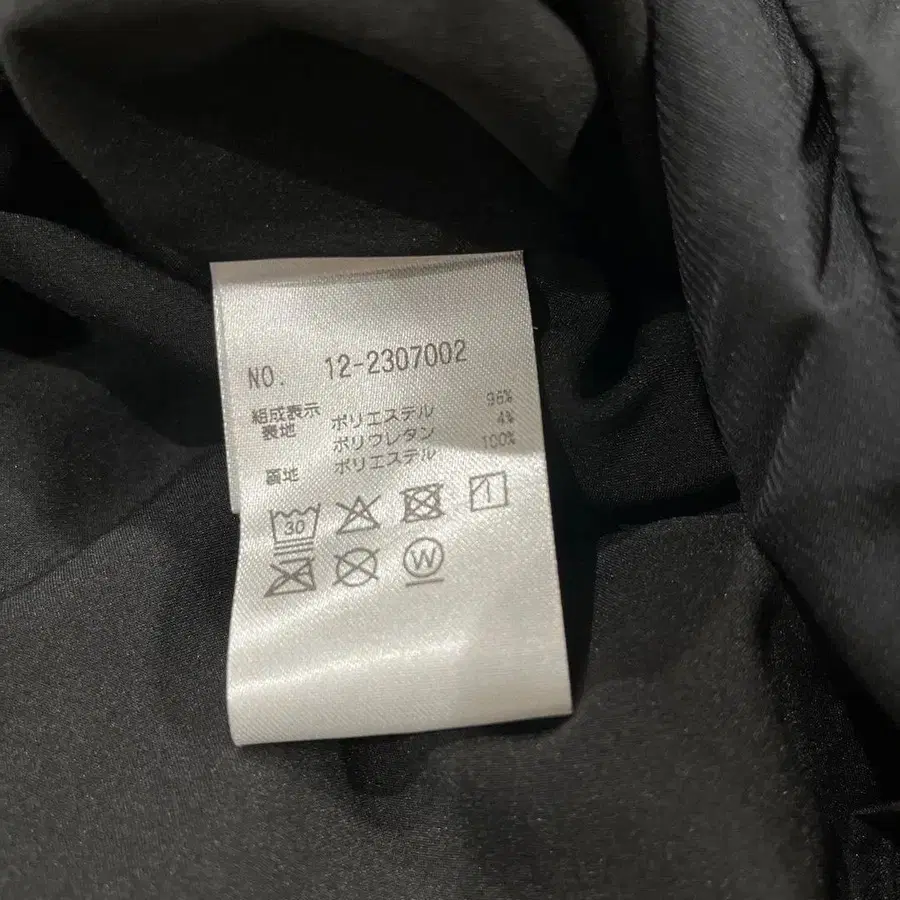 NO. 12-2307002
組成表示
表地 ポリエステル 96%
ポリウレタン 4%
裏地 ポリエステル 100%
30
W